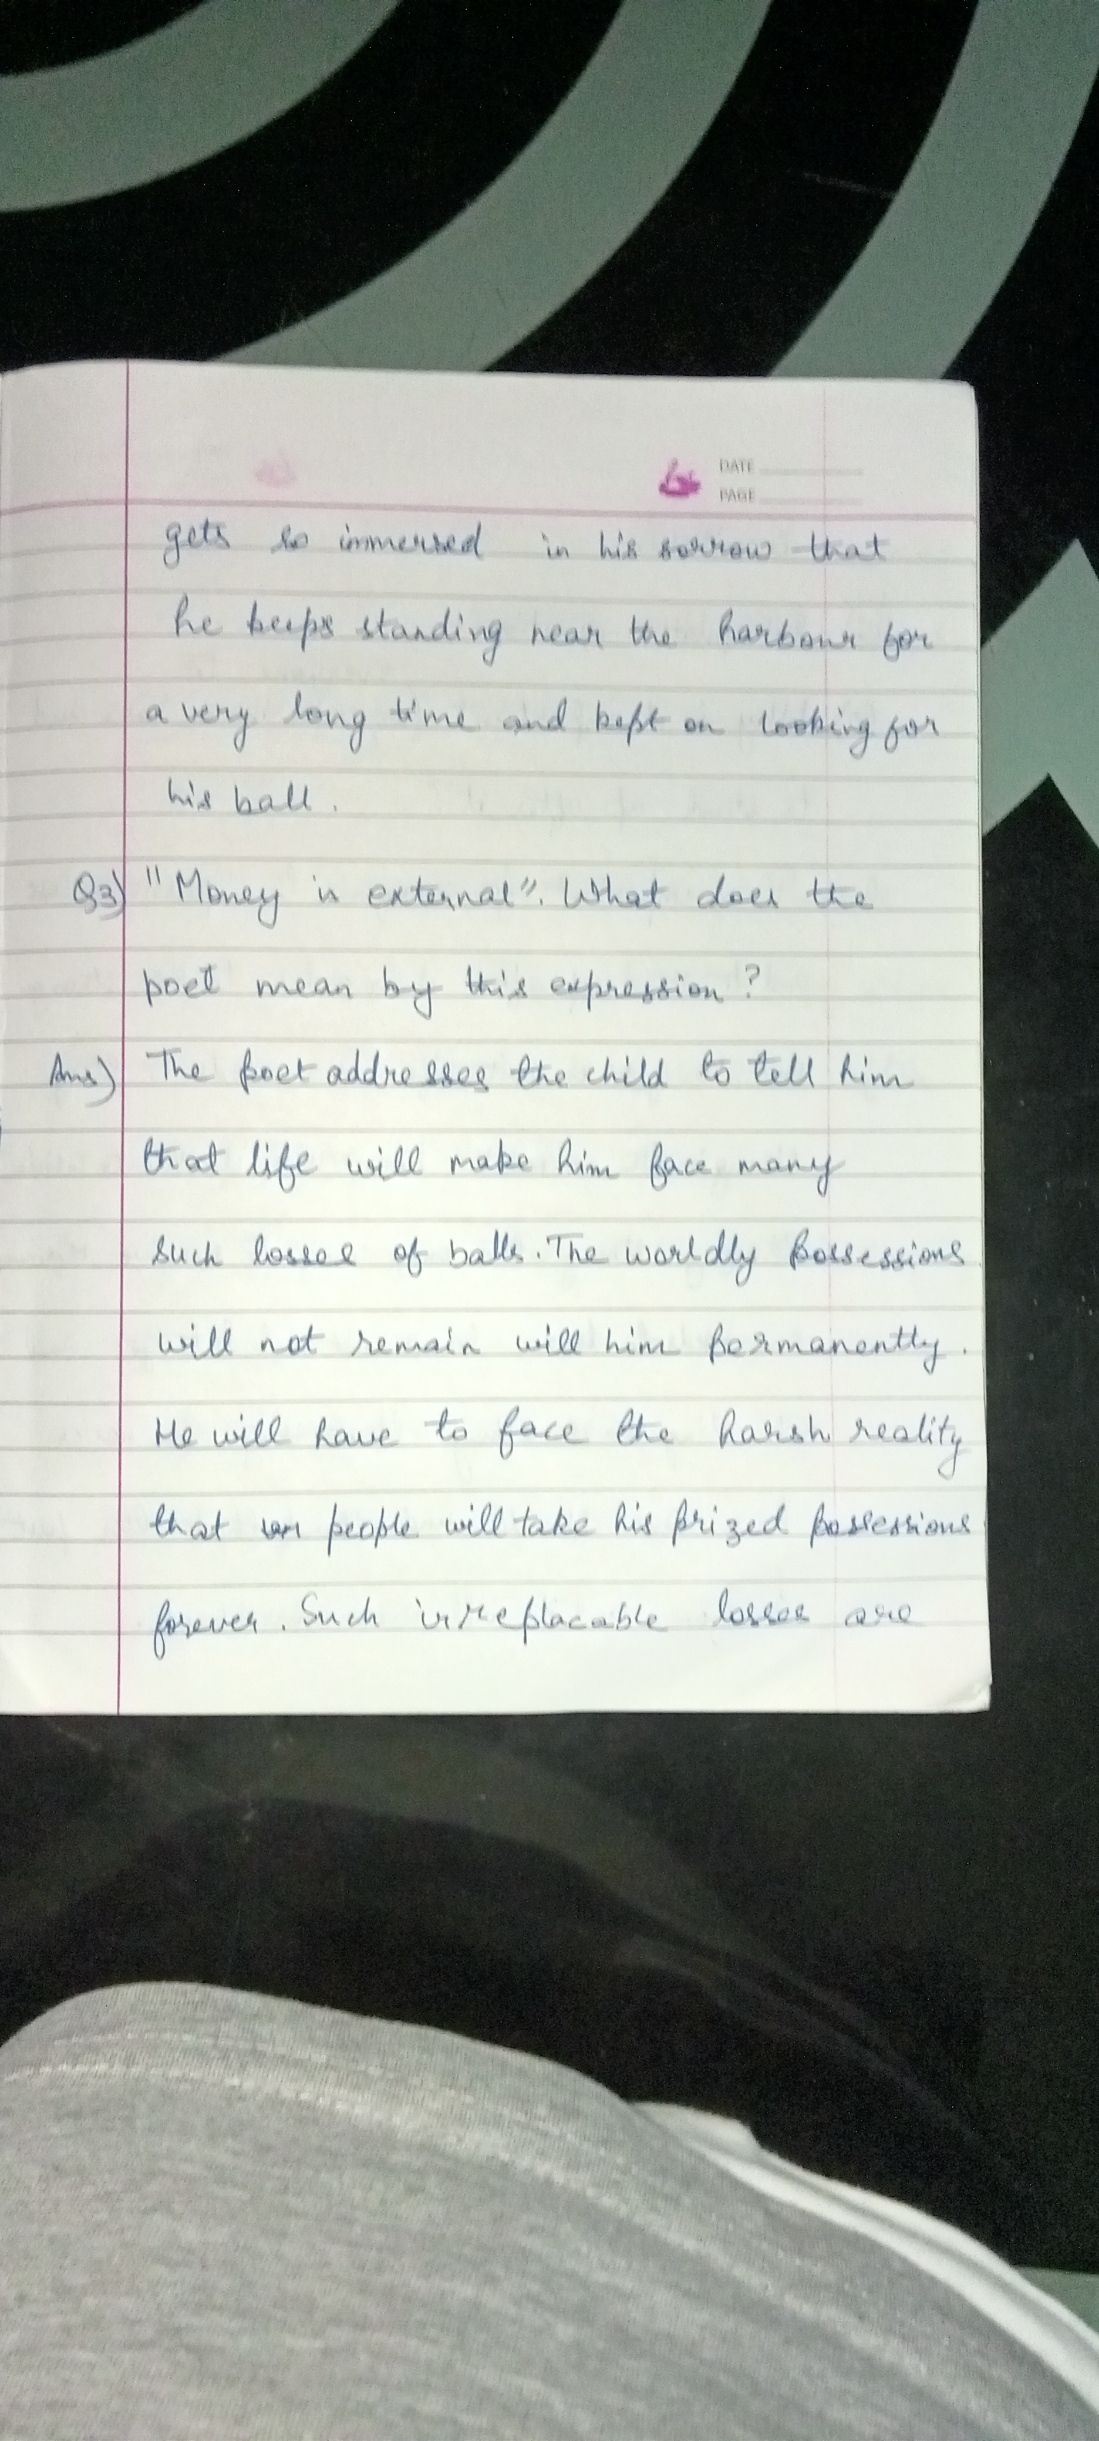 DATE
PAGE
gets so immersed in his sorrow that
he keeps standing near the harbour for
a very long time and kept on looking for
his ball.
Q3) "Money is external". What does the
poet mean by this expression?
Ans) The poet addresses the child to tell him
that life will make him face many
such losses of balls. The worldly possessions
will not remain will him permanently.
He will have to face the harsh reality
that people will take his prized possessions
forever. Such irreplacable losses are